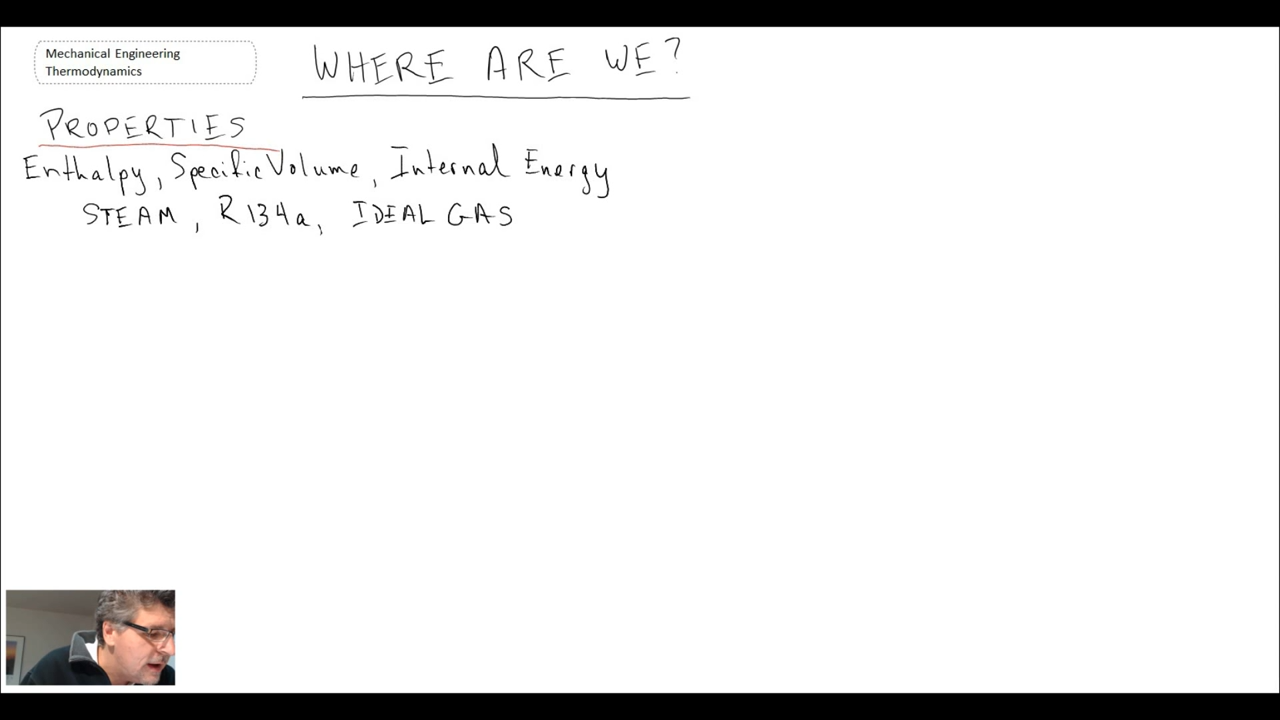 Mechanical Engineering
Thermodynamics
WHERE ARE WE?
PROPERTIES
Enthalpy, Specific Volume, Internal Energy
STEAM, R134a, IDEAL GAS